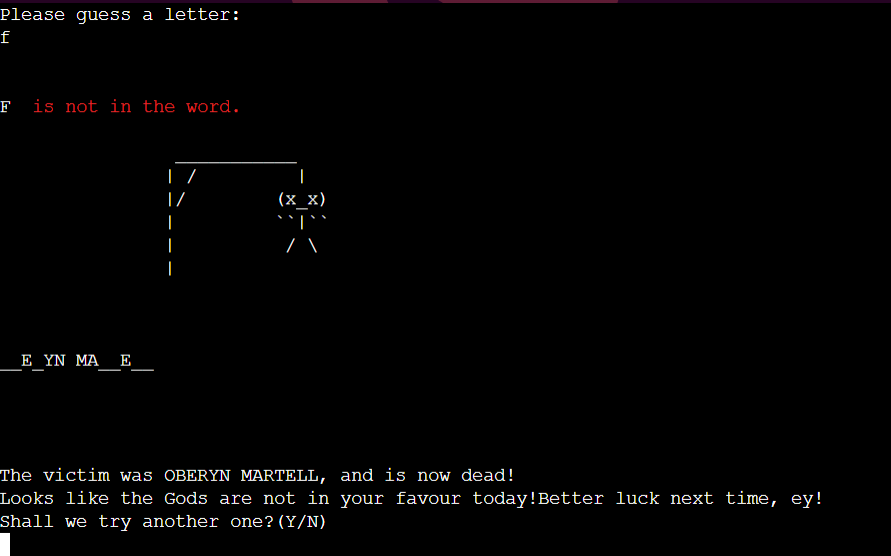 Please guess a letter:
f
F  is not in the word.
 ___________
| /         |
|/        (x_x)
|         ``|``
|          / \
|
__E_YN MA__E__
The victim was OBERYN MARTELL, and is now dead!
Looks like the Gods are not in your favour today!Better luck next time, ey!
Shall we try another one?(Y/N)